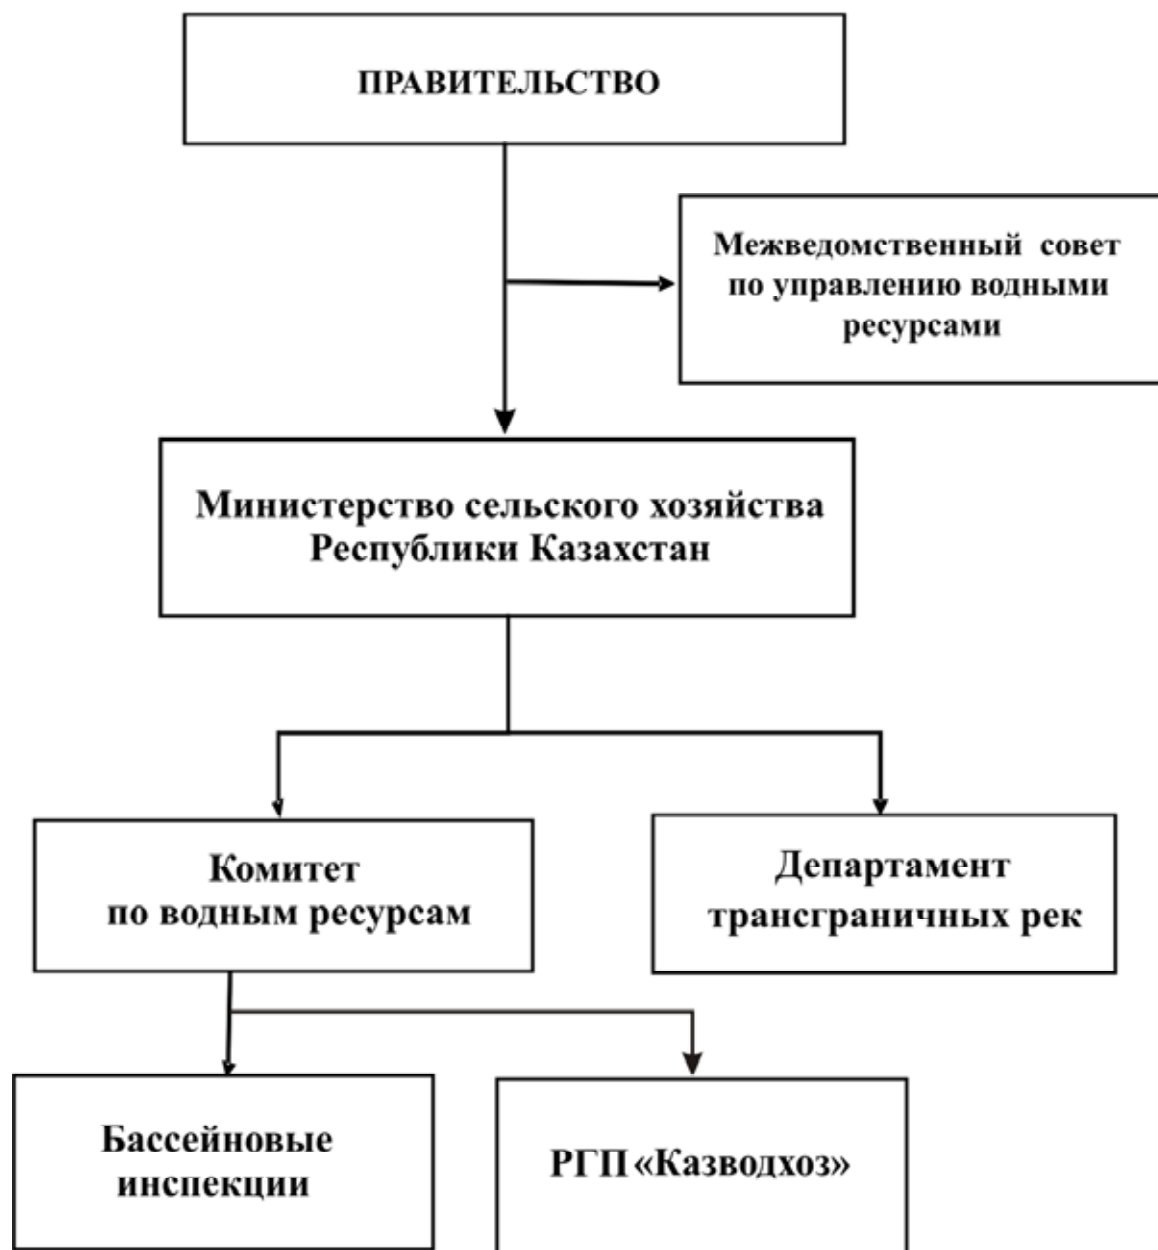 ПРАВИТЕЛЬСТВО
Межведомственный совет
по управлению водными
ресурсами
Министерство сельского хозяйства
Республики Казахстан
Комитет
по водным ресурсам
Департамент
трансграничных рек
Бассейновые
инспекции
РГП «Казводхоз»